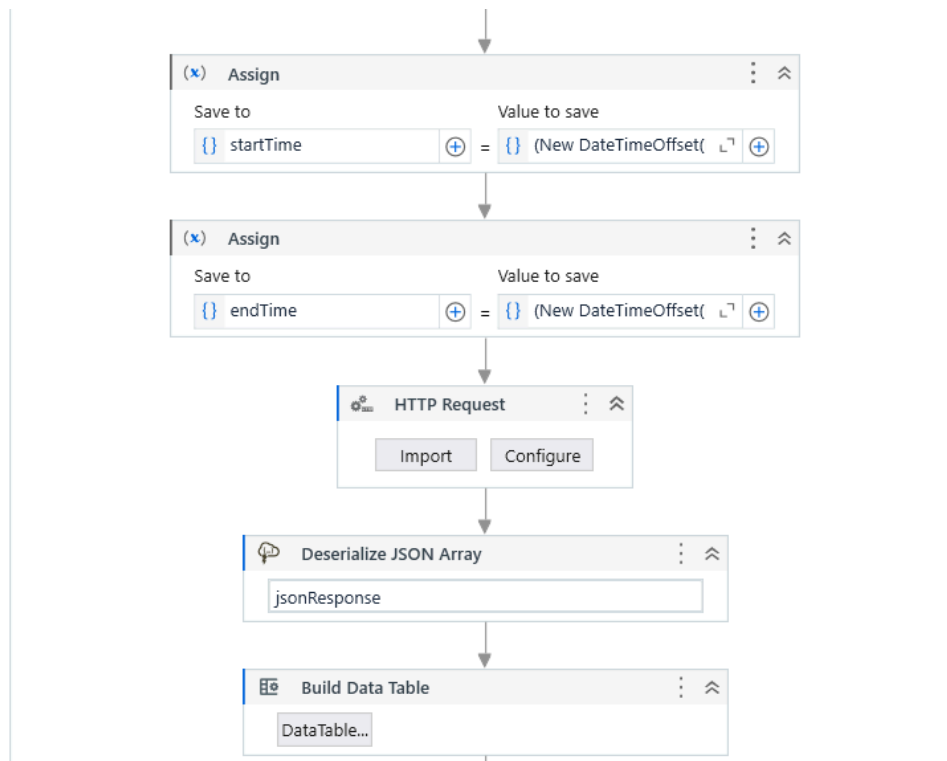 (x) Assign
Save to Value to save
{} startTime = {} (New DateTimeOffset(
(x) Assign
Save to Value to save
{} endTime = {} (New DateTimeOffset(
HTTP Request
Import Configure
Deserialize JSON Array
jsonResponse
Build Data Table
DataTable...